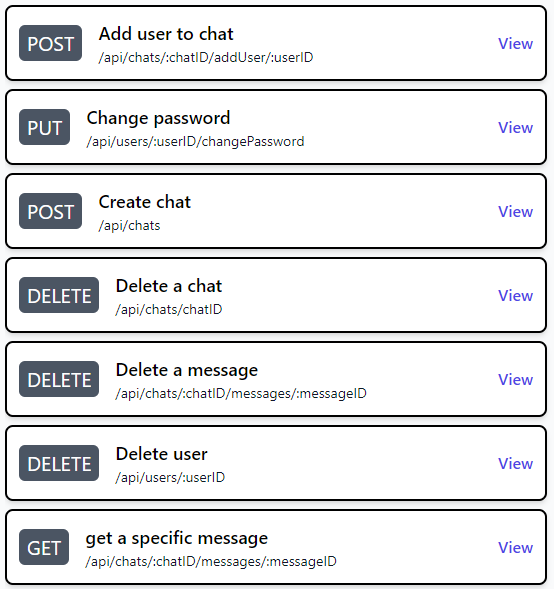 POST
Add user to chat
/api/chats/:chatID/addUser/:userID
View
PUT
Change password
/api/users/:userID/changePassword
View
POST
Create chat
/api/chats
View
DELETE
Delete a chat
/api/chats/chatID
View
DELETE
Delete a message
/api/chats/:chatID/messages/:messageID
View
DELETE
Delete user
/api/users/:userID
View
GET
get a specific message
/api/chats/:chatID/messages/:messageID
View